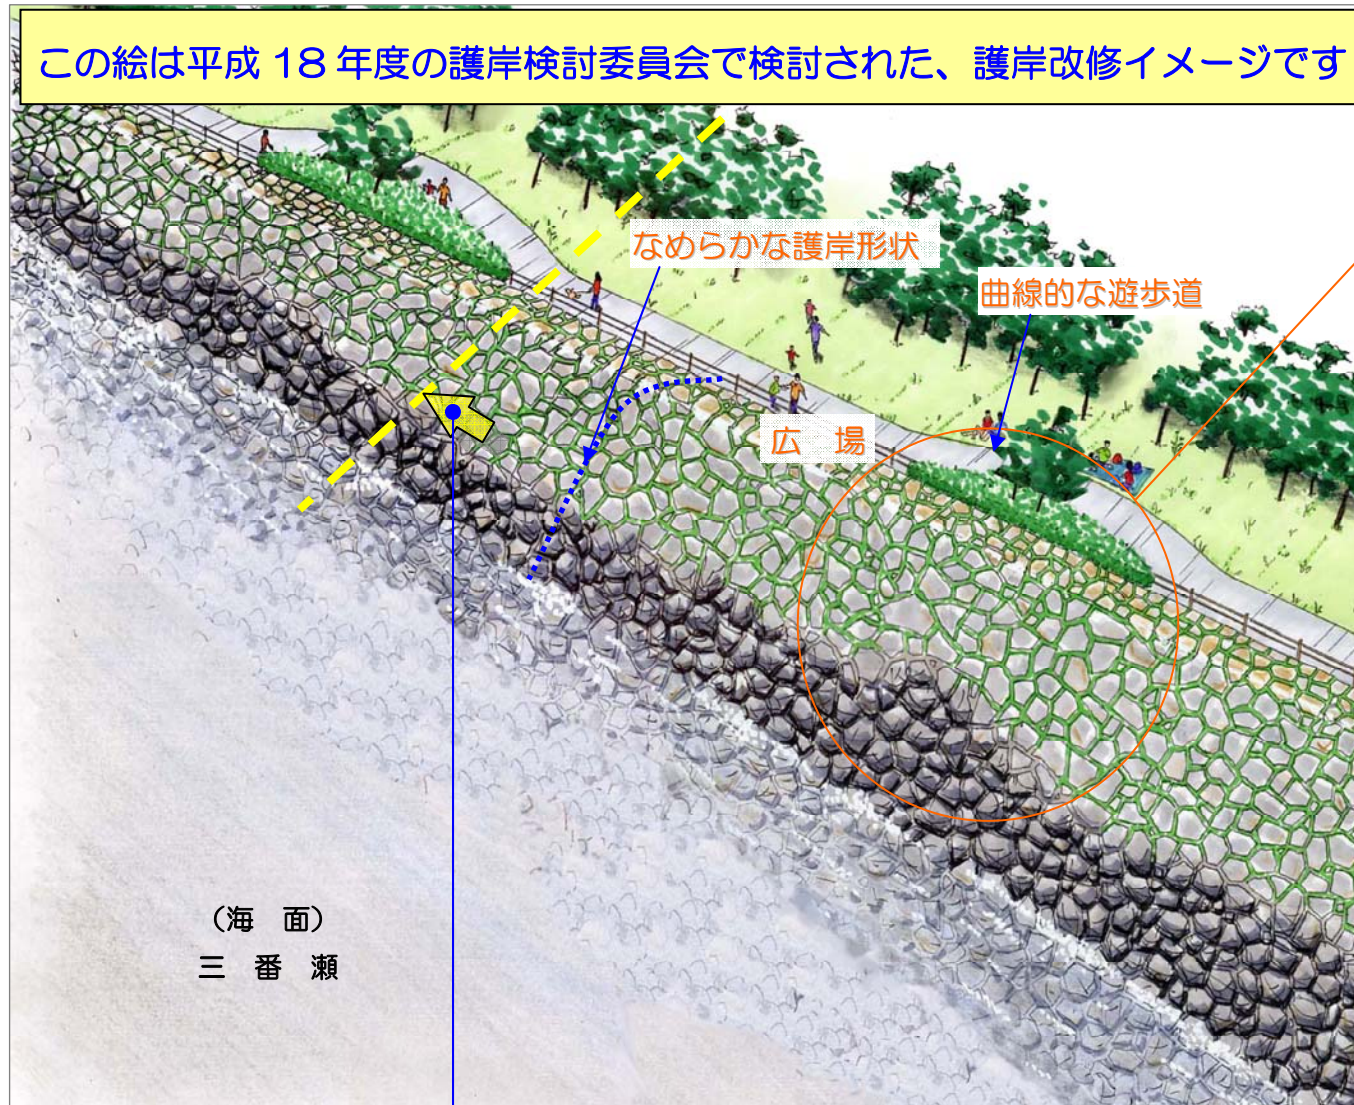 この絵は平成18年度の護岸検討委員会で検討された、護岸改修イメージです
なめらかな護岸形状
曲線的な遊歩道
広　場
（海　面）
三　番　瀬